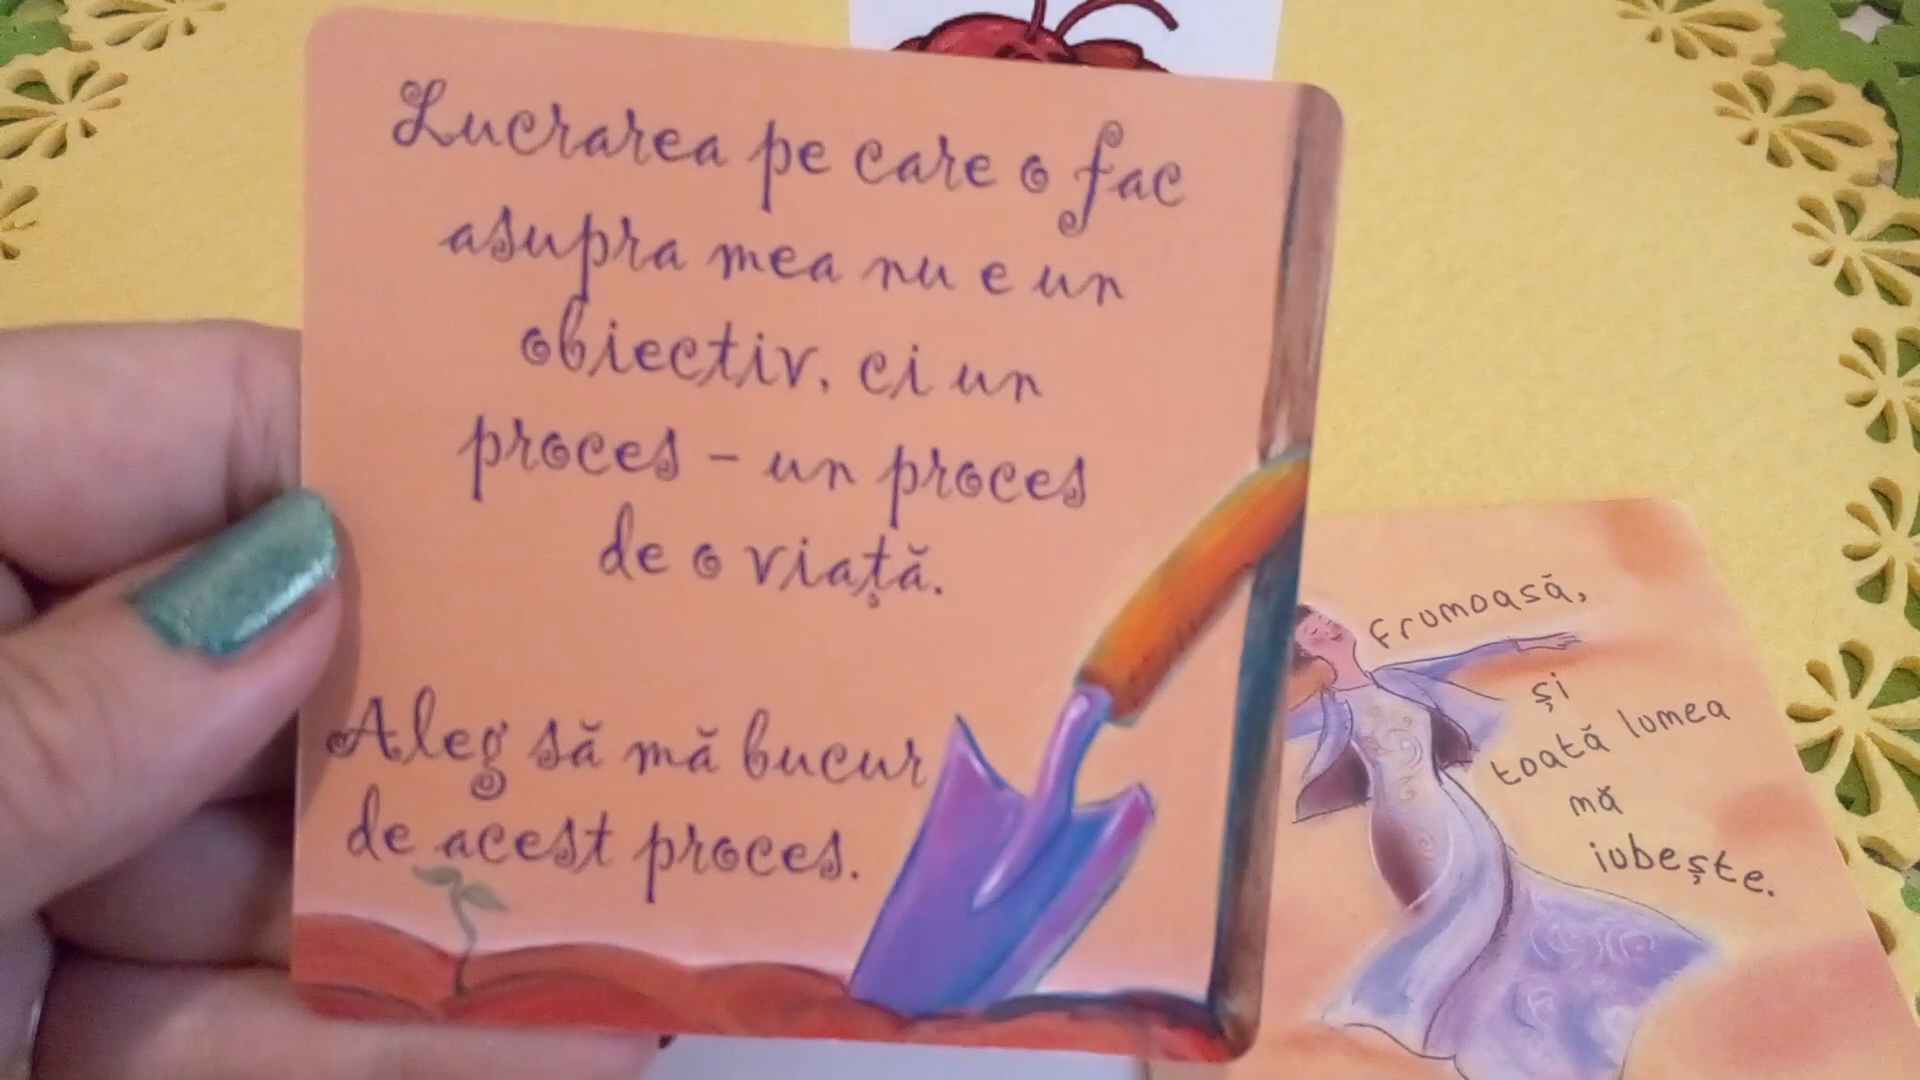 Lucrarea pe care o fac
asupra mea nu e un
obiectiv, ci un
proces – un proces
de o viață.
Aleg să mă bucur
de acest proces.
frumoasă,
și
toată lumea
mă
iubește.